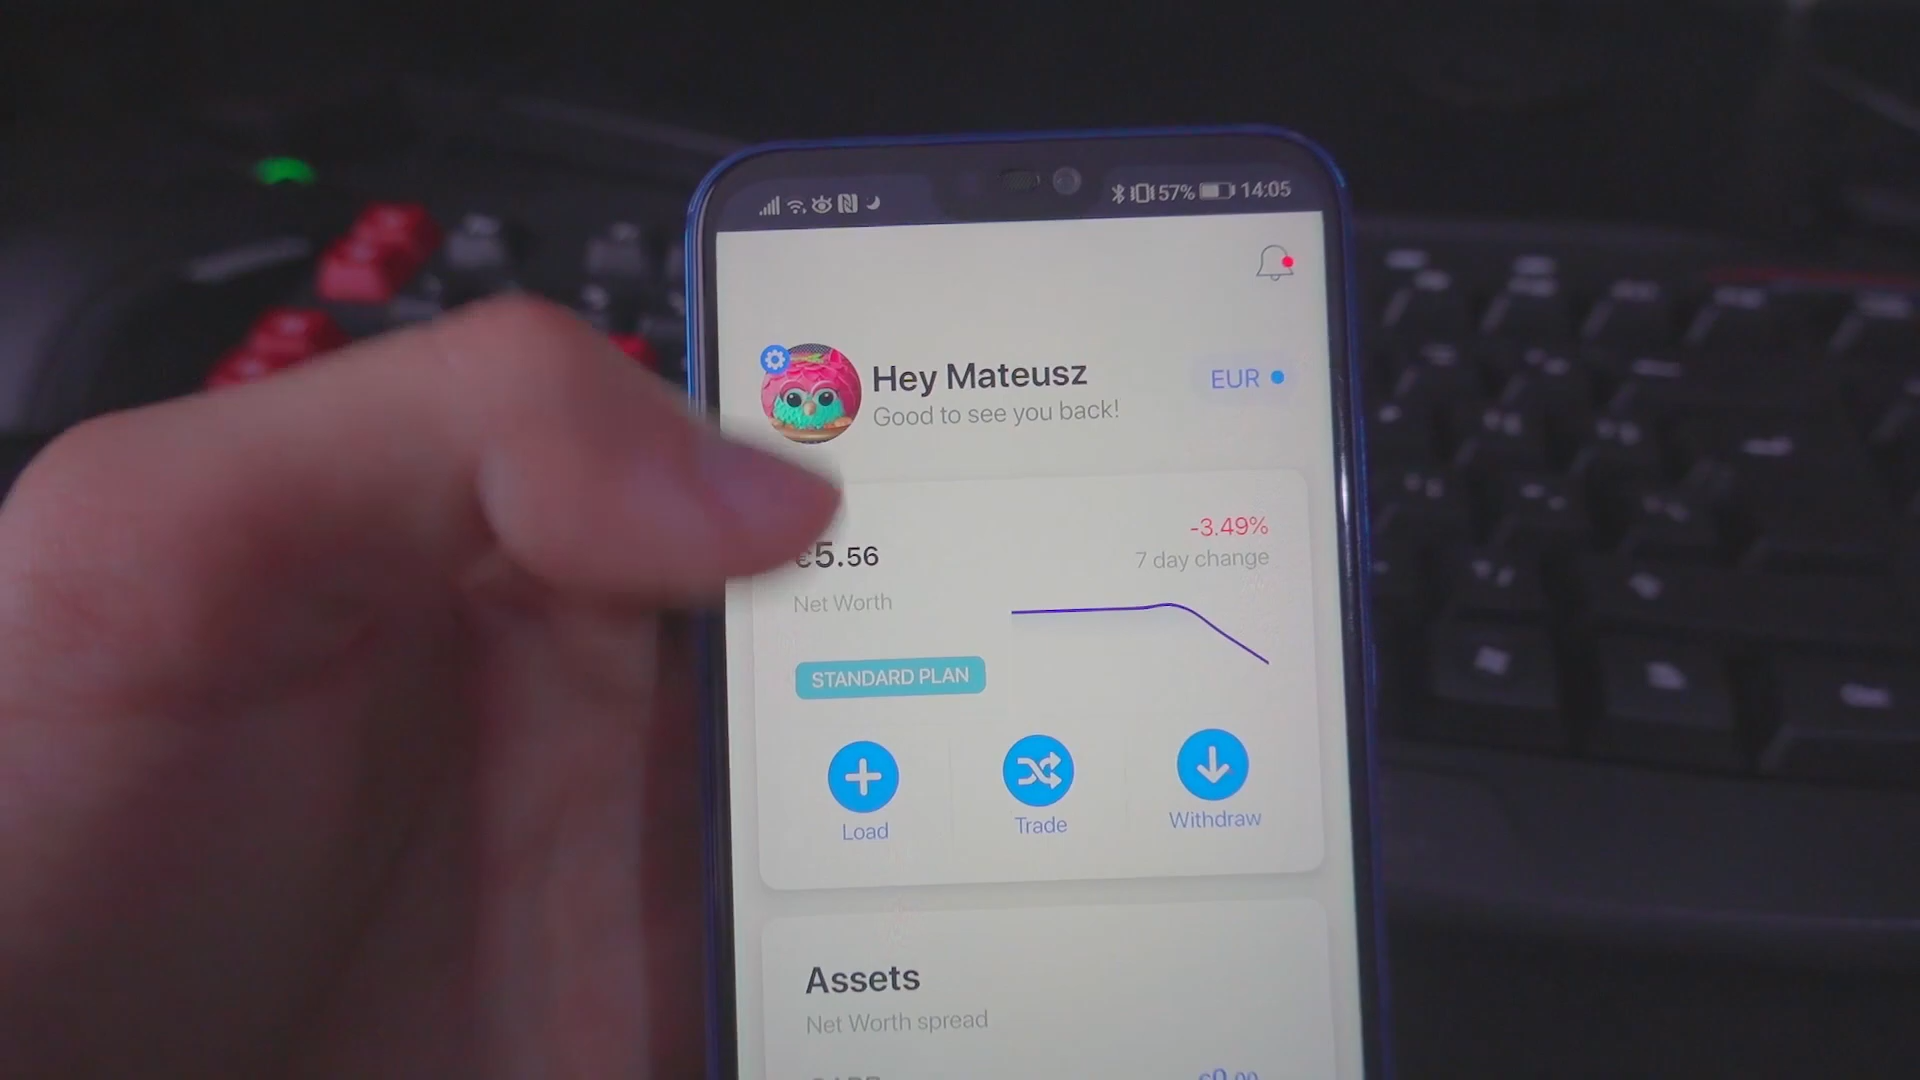 57% 14:05
Hey Mateusz
EUR
Good to see you back!
-3.49%
€5.56
7 day change
Net Worth
STANDARD PLAN
Load
Trade
Withdraw
Assets
Net Worth spread